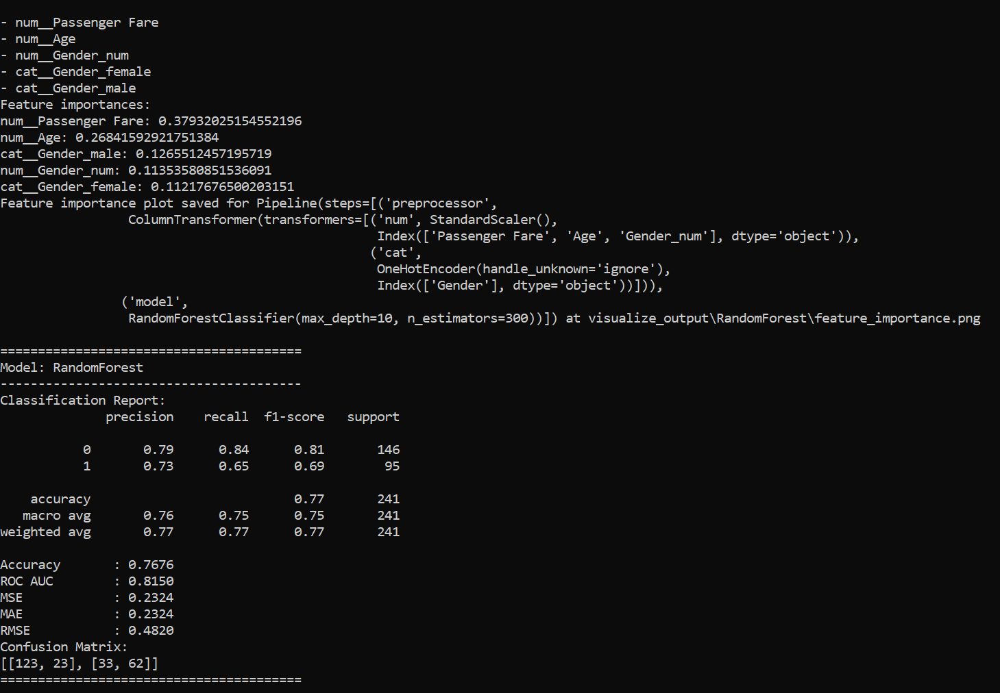 - num__Passenger Fare
- num__Age
- num__Gender_num
- cat__Gender_female
- cat__Gender_male
Feature importances:
num__Passenger Fare: 0.37932025154552196
num__Age: 0.26841592921751384
cat__Gender_male: 0.1265512457195719
num__Gender_num: 0.11353580851536091
cat__Gender_female: 0.11217676500203151
Feature importance plot saved for Pipeline(steps=[('preprocessor',
                 ColumnTransformer(transformers=[('num', StandardScaler(),
                                                  Index(['Passenger Fare', 'Age', 'Gender_num'], dtype='object')),
                                                 ('cat',
                                                  OneHotEncoder(handle_unknown='ignore'),
                                                  Index(['Gender'], dtype='object'))])),
                ('model',
                 RandomForestClassifier(max_depth=10, n_estimators=300))]) at visualize_output\RandomForest\feature_importance.png

========================================
Model: RandomForest
----------------------------------------
Classification Report:
              precision    recall  f1-score   support

           0       0.79      0.84      0.81       146
           1       0.73      0.65      0.69        95

    accuracy                           0.77       241
   macro avg       0.76      0.75      0.75       241
weighted avg       0.77      0.77      0.77       241

Accuracy       : 0.7676
ROC AUC        : 0.8150
MSE            : 0.2324
MAE            : 0.2324
RMSE           : 0.4820
Confusion Matrix:
[[123, 23], [33, 62]]
========================================